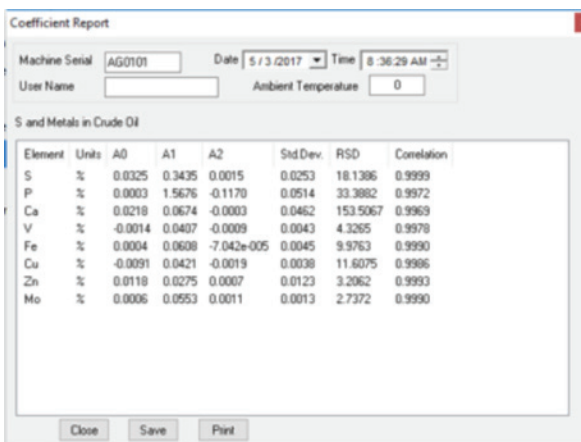 Coefficient Report
Machine Serial AG0101 Date 5 / 3 /2017 Time 8 :36:29 AM
User Name Ambient Temperature 0
S and Metals in Crude Oil
Element Units A0 A1 A2 Std.Dev. RSD Correlation
S % 0.0325 0.3435 0.0015 0.0253 18.1386 0.9999
P % 0.0003 1.5676 -0.1170 0.0514 33.3882 0.9972
Ca % 0.0218 0.0674 -0.0003 0.0462 153.5067 0.9969
V % -0.0014 0.0407 -0.0009 0.0043 4.3265 0.9978
Fe % 0.0004 0.0608 -7.042e-005 0.0045 9.9763 0.9990
Cu % -0.0091 0.0421 -0.0019 0.0038 11.6075 0.9986
Zn % 0.0118 0.0275 0.0007 0.0123 3.2062 0.9993
Mo % 0.0006 0.0553 0.0011 0.0013 2.7372 0.9990
Close Save Print